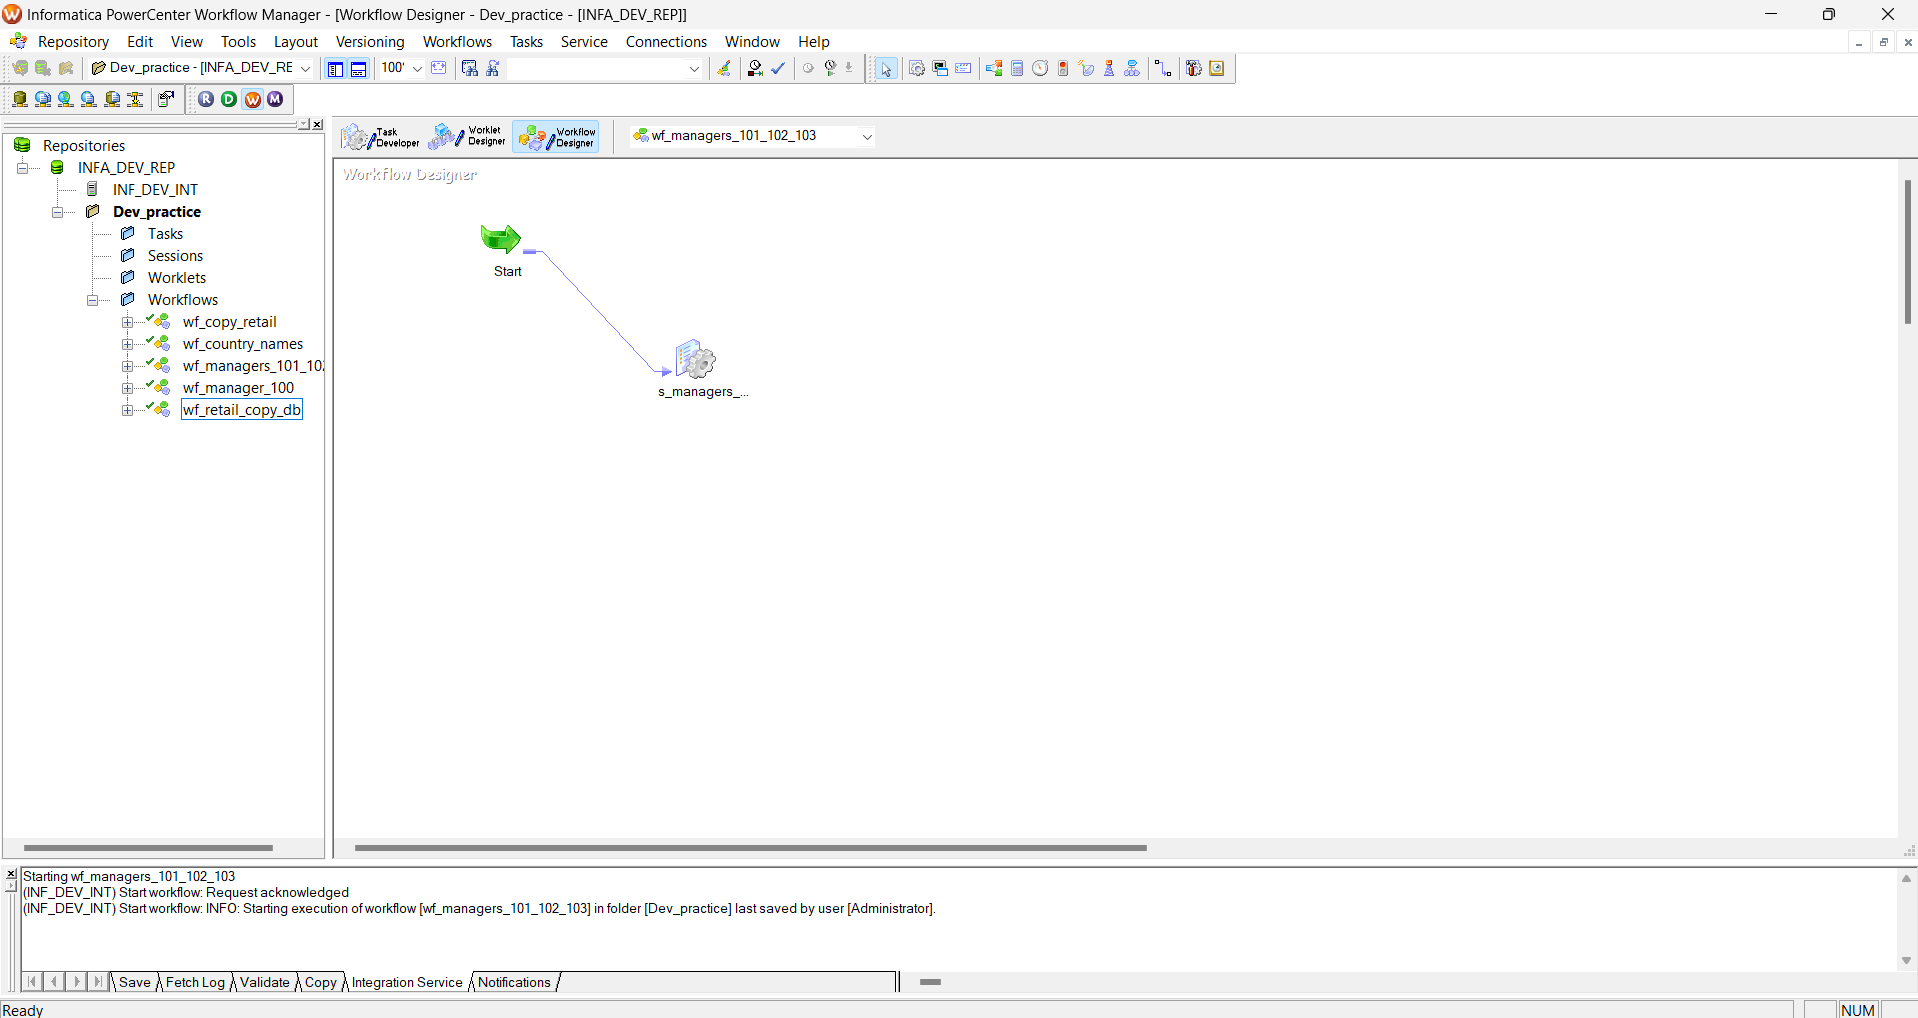 Informatica PowerCenter Workflow Manager - [Workflow Designer - Dev_practice - [INFA_DEV_REP]]
Repository Edit View Tools Layout Versioning Workflows Tasks Service Connections Window Help
Dev_practice - [INFA_DEV_RE 100'
R D W M
Repositories
INFA_DEV_REP
INF_DEV_INT
Dev_practice
Tasks
Sessions
Worklets
Workflows
wf_copy_retail
wf_country_names
wf_managers_101_10
wf_manager_100
wf_retail_copy_db
Task Developer
Worklet Designer
Workflow Designer
wf_managers_101_102_103
Workflow Designer
Start
s_managers_...
Starting wf_managers_101_102_103
(INF_DEV_INT) Start workflow: Request acknowledged
(INF_DEV_INT) Start workflow: INFO: Starting execution of workflow [wf_managers_101_102_103] in folder [Dev_practice] last saved by user [Administrator].
Save Fetch Log Validate Copy Integration Service Notifications
Ready NUM